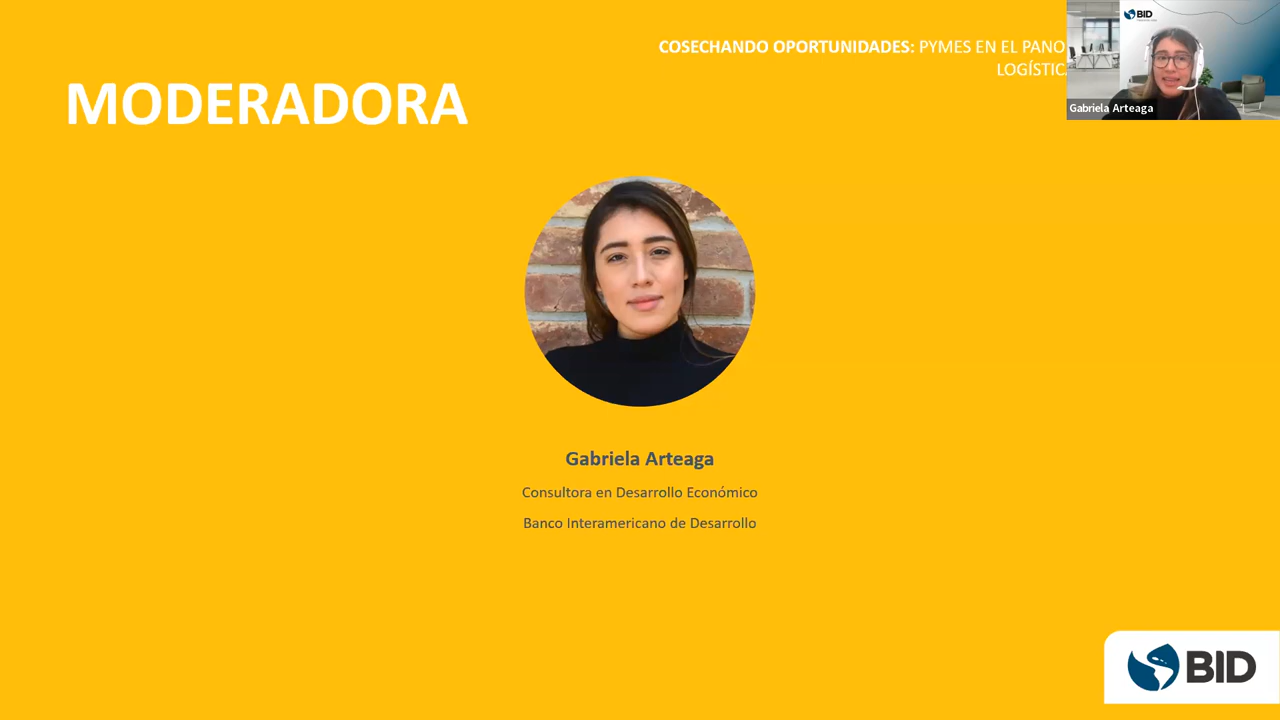 COSECHANDO OPORTUNIDADES: PYMES EN EL PANO
LOGÍSTIC
MODERADORA
BID
Gabriela Arteaga
Gabriela Arteaga
Consultora en Desarrollo Económico
Banco Interamericano de Desarrollo
BID